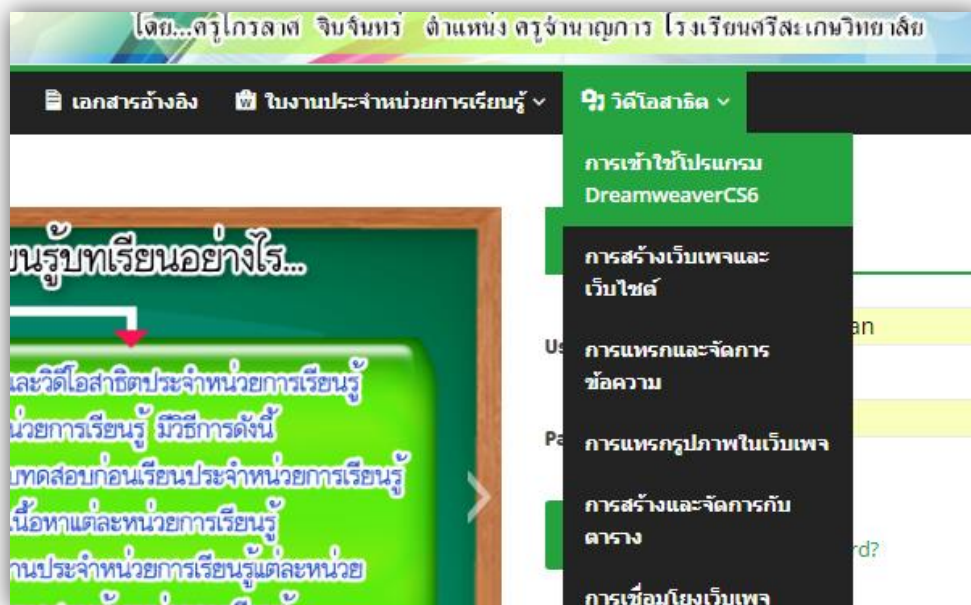 โดย...ครูไกรลาศ จิบจันทร์ ตำแหน่ง ครูชำนาญการ โรงเรียนศรีสะเกษวิทยาลัย
เอกสารอ้างอิง ใบงานประจำหน่วยการเรียนรู้ วิดีโอสาธิต
การเข้าใช้โปรแกรม
DreamweaverCS6
การสร้างเว็บเพจและ
เว็บไซต์
การแทรกและจัดการ
ข้อความ
การแทรกรูปภาพในเว็บเพจ
การสร้างและจัดการกับ
ตาราง
การเชื่อมโยงเว็บเพจ
ยนรู้บทเรียนอย่างไร...
และวิดีโอสาธิตประจำหน่วยการเรียนรู้
น่วยการเรียนรู้ มีวิธีการดังนี้
บทดสอบก่อนเรียนประจำหน่วยการเรียนรู้
เนื้อหาแต่ละหน่วยการเรียนรู้
านประจำหน่วยการเรียนรู้แต่ละหน่วย
Us
an
Pa
rd?